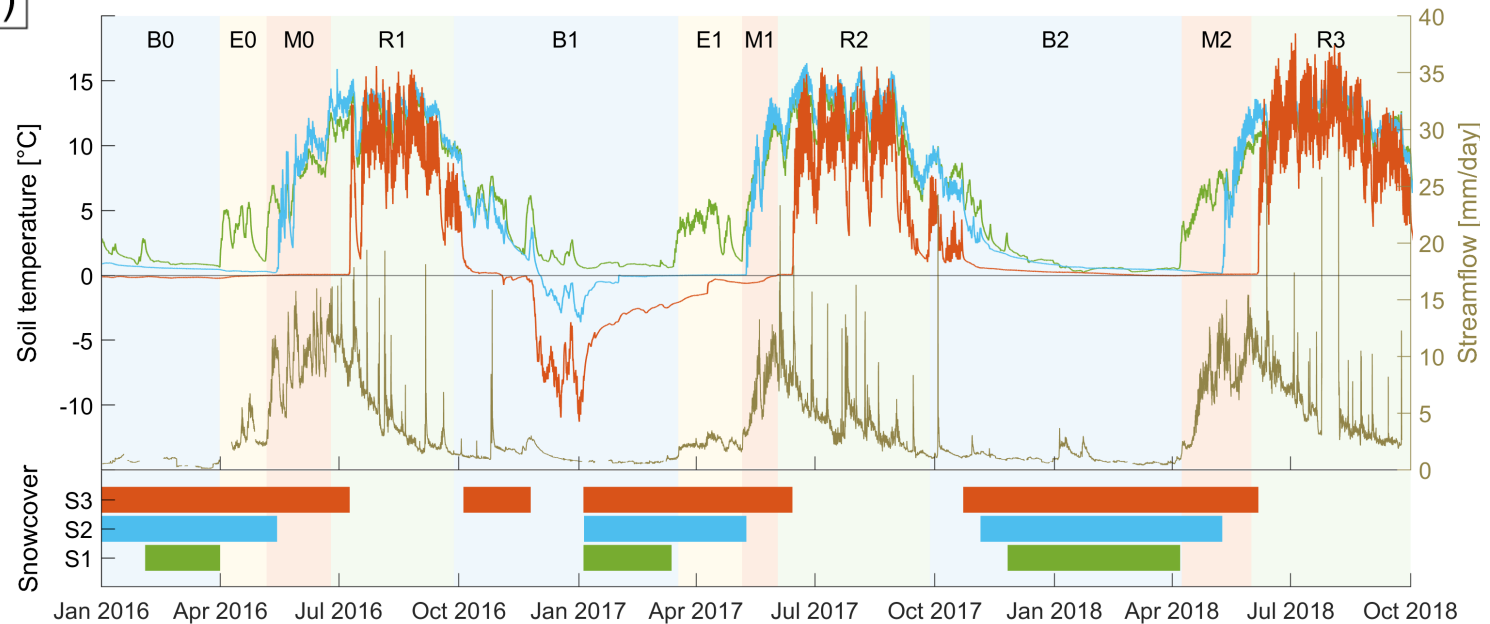 )
B0 E0 M0 R1 B1 E1 M1 R2 B2 M2 R3
Soil temperature [°C]
15
10
5
0
-5
-10
Streamflow [mm/day]
40
35
30
25
20
15
10
5
0
Snowcover
S3
S2
S1
Jan 2016 Apr 2016 Jul 2016 Oct 2016 Jan 2017 Apr 2017 Jul 2017 Oct 2017 Jan 2018 Apr 2018 Jul 2018 Oct 2018